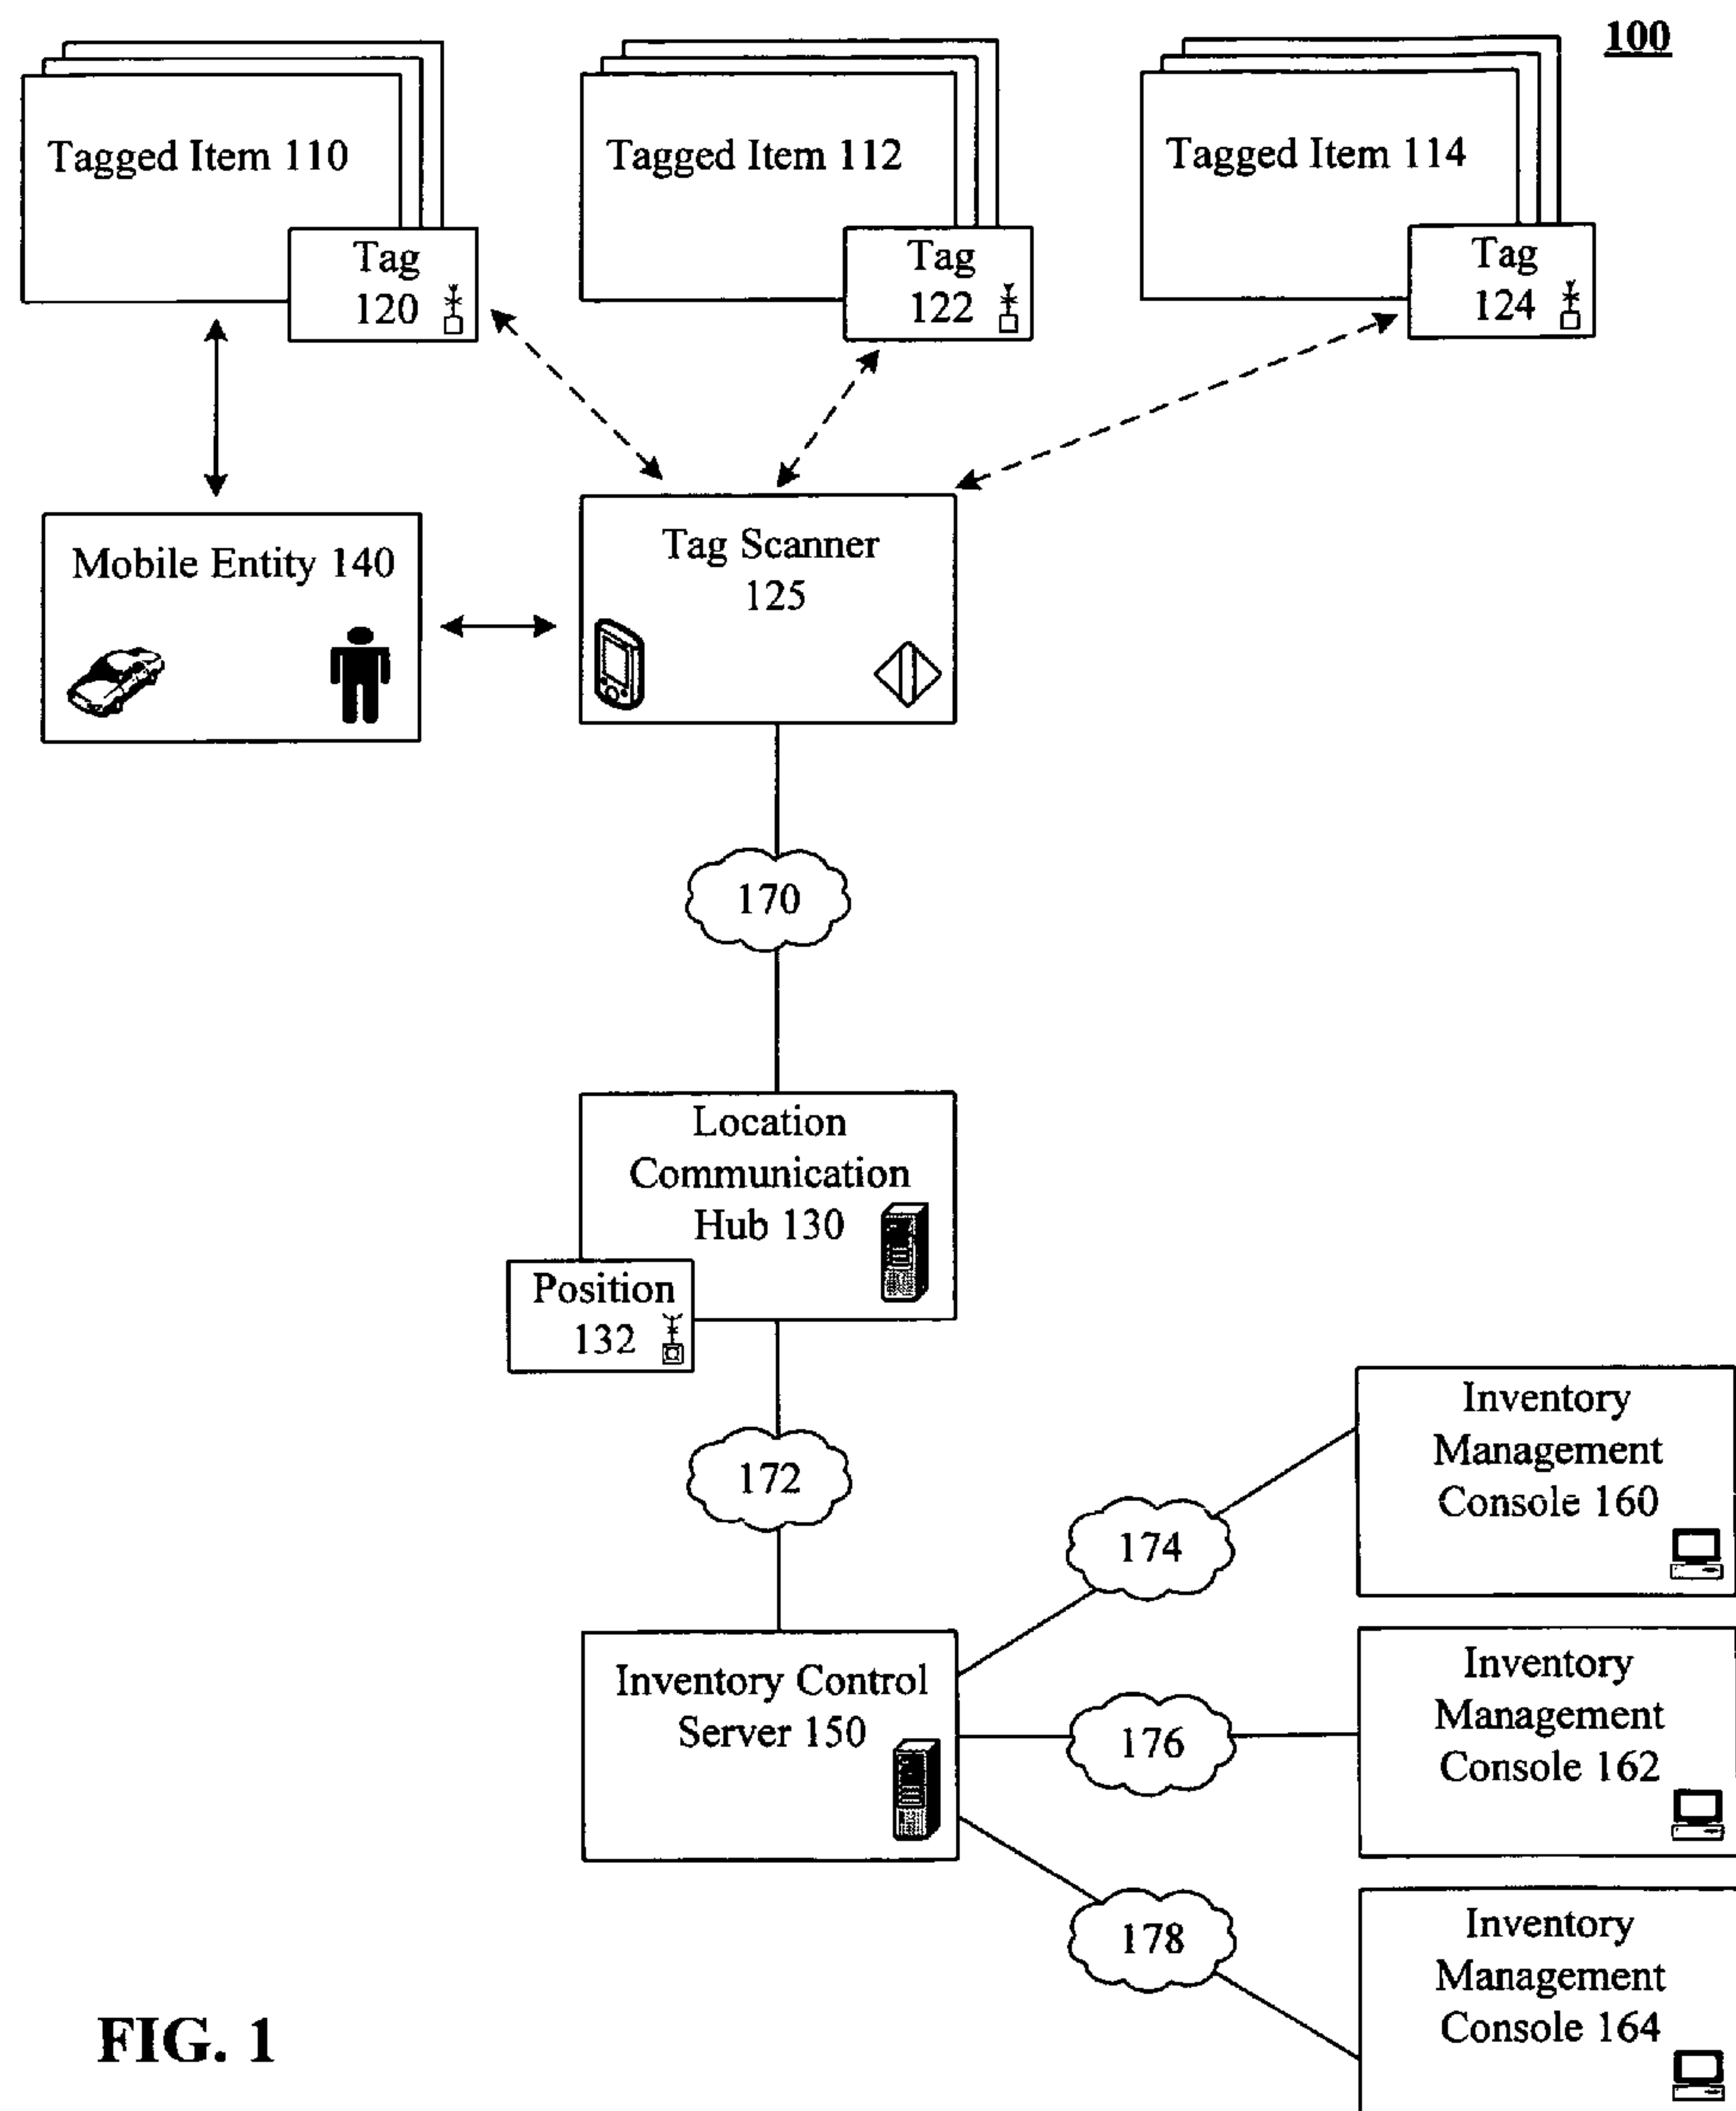 100
Tagged Item 110
Tagged Item 112
Tagged Item 114
Tag
120
Tag
122
Tag
124
Mobile Entity 140
Tag Scanner
125
170
Location
Communication
Hub 130
Position
132
172
Inventory Control
Server 150
174
176
178
Inventory
Management
Console 160
Inventory
Management
Console 162
Inventory
Management
Console 164
FIG. 1